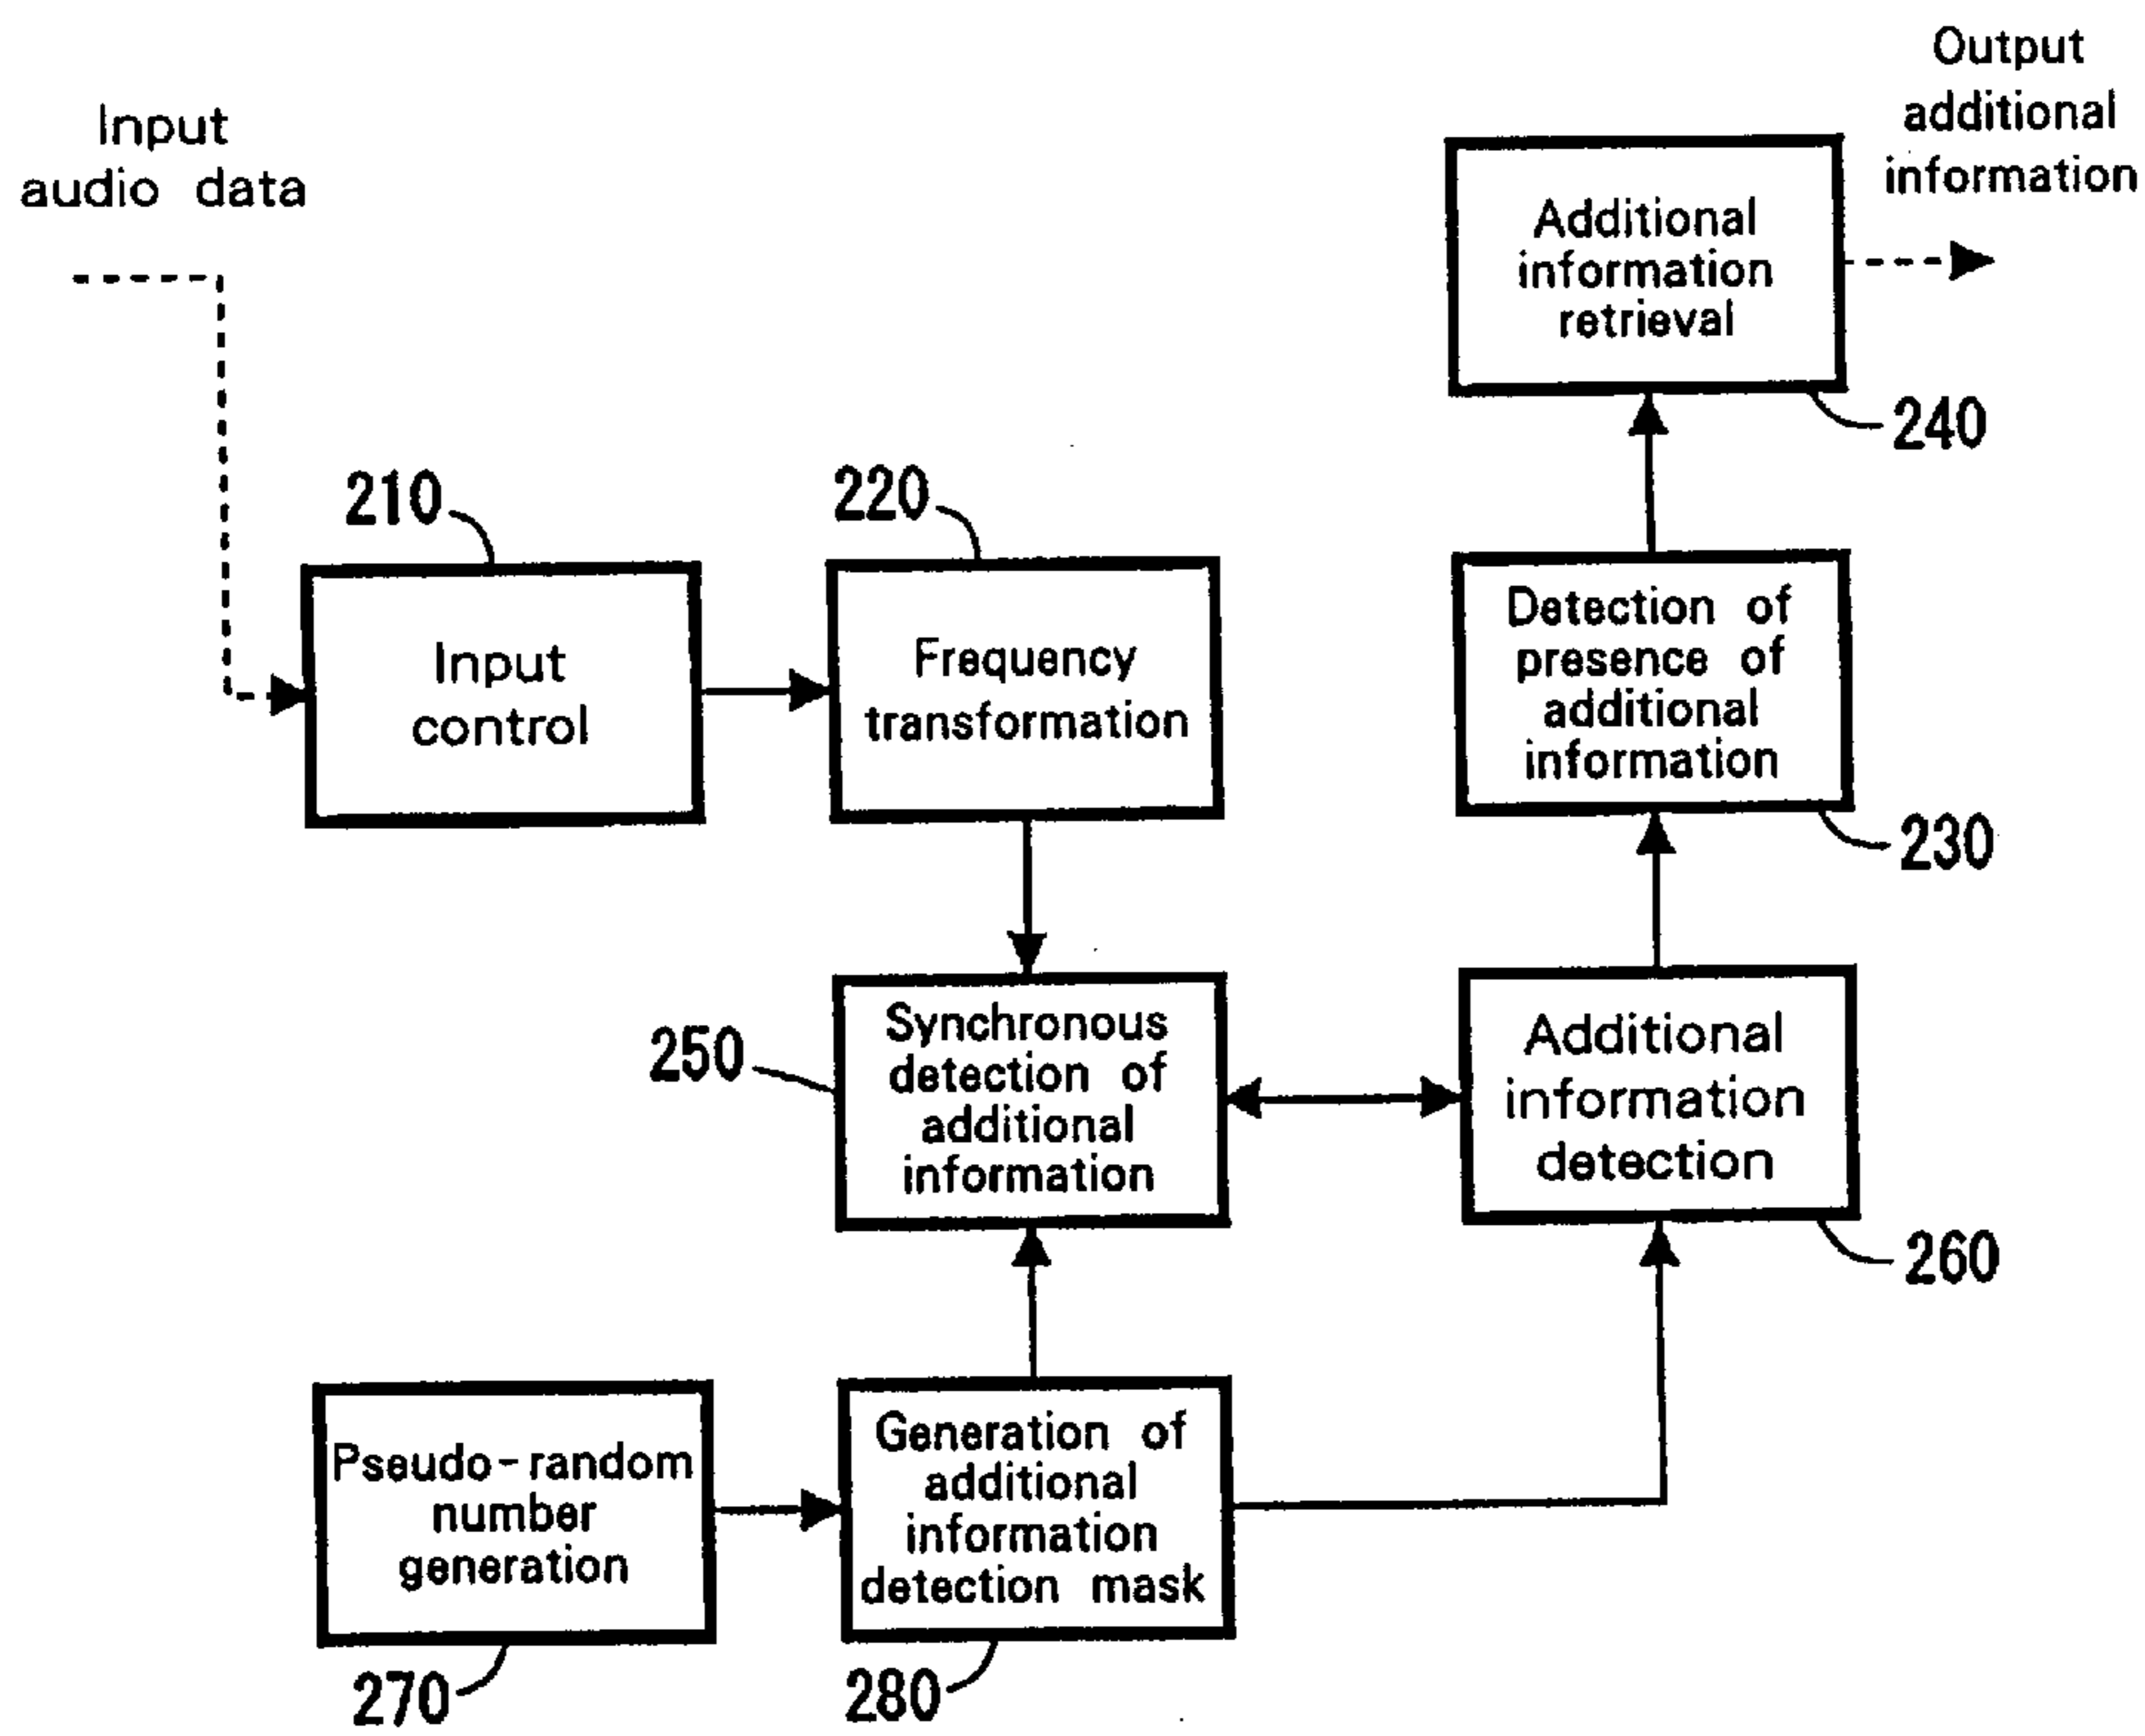 Input
audio data
Output
additional
information
Additional
information
retrieval
240
210
220
Input
control
Frequency
transformation
Detection of
presence of
additional
information
230
250
Synchronous
detection of
additional
information
Additional
information
detection
260
Pseudo-random
number
generation
Generation of
additional
information
detection mask
270
280